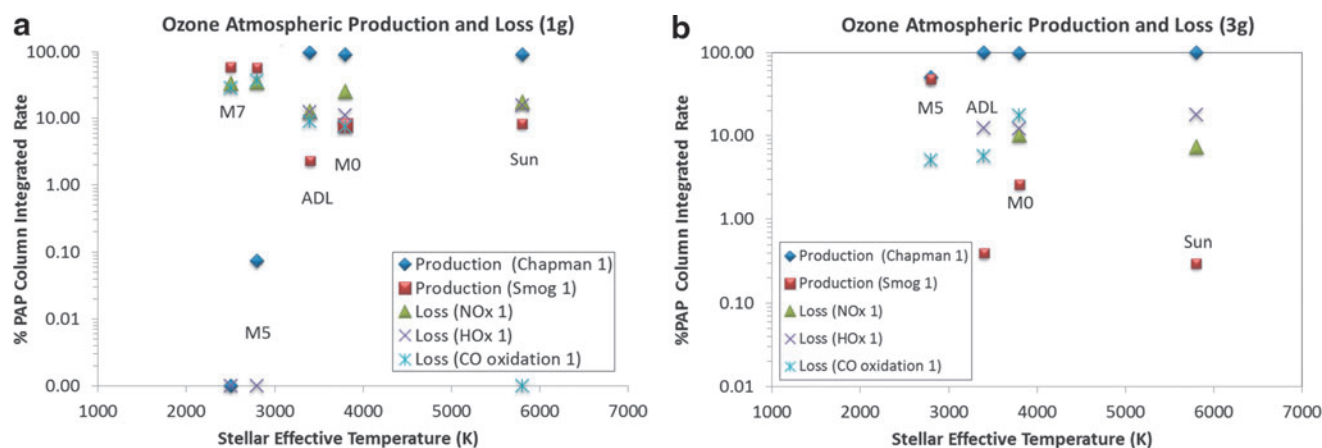 a
Ozone Atmospheric Production and Loss (1g)
% PAP Column Integrated Rate
100.00
10.00
1.00
0.10
0.01
0.00
M7
M5
ADL
M0
Sun
Production (Chapman 1)
Production (Smog 1)
Loss (NOx 1)
Loss (HOx 1)
Loss (CO oxidation 1)
1000 2000 3000 4000 5000 6000 7000
Stellar Effective Temperature (K)
b
Ozone Atmospheric Production and Loss (3g)
%PAP Column Integrated Rate
100.00
10.00
1.00
0.10
0.01
M5
ADL
M0
Sun
Production (Chapman 1)
Production (Smog 1)
Loss (NOx 1)
Loss (HOx 1)
Loss (CO oxidation 1)
1000 2000 3000 4000 5000 6000 7000
Stellar Effective Temperature (K)